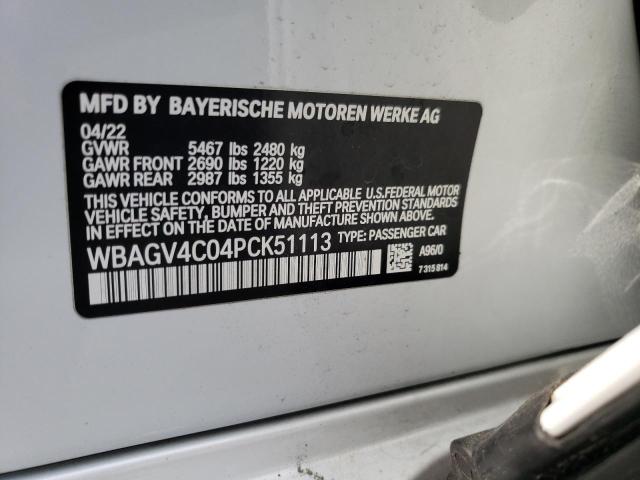 MFD BY BAYERISCHE MOTOREN WERKE AG
04/22
GVWR 5467 lbs 2480 kg
GAWR FRONT 2690 lbs 1220 kg
GAWR REAR 2987 lbs 1355 kg
THIS VEHICLE CONFORMS TO ALL APPLICABLE U.S.FEDERAL MOTOR
VEHICLE SAFETY, BUMPER AND THEFT PREVENTION STANDARDS
IN EFFECT ON THE DATE OF MANUFACTURE SHOWN ABOVE.
WBAGV4C04PCK51113 TYPE: PASSENGER CAR
A96/0
7 315 814